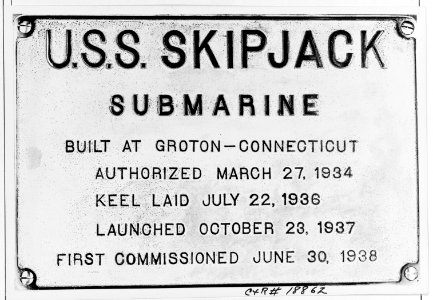 U.S.S. SKIPJACK
SUBMARINE
BUILT AT GROTON-CONNECTICUT
AUTHORIZED MARCH 27, 1934
KEEL LAID JULY 22, 1936
LAUNCHED OCTOBER 23, 1937
FIRST COMMISSIONED JUNE 30, 1938
C+R# 18862